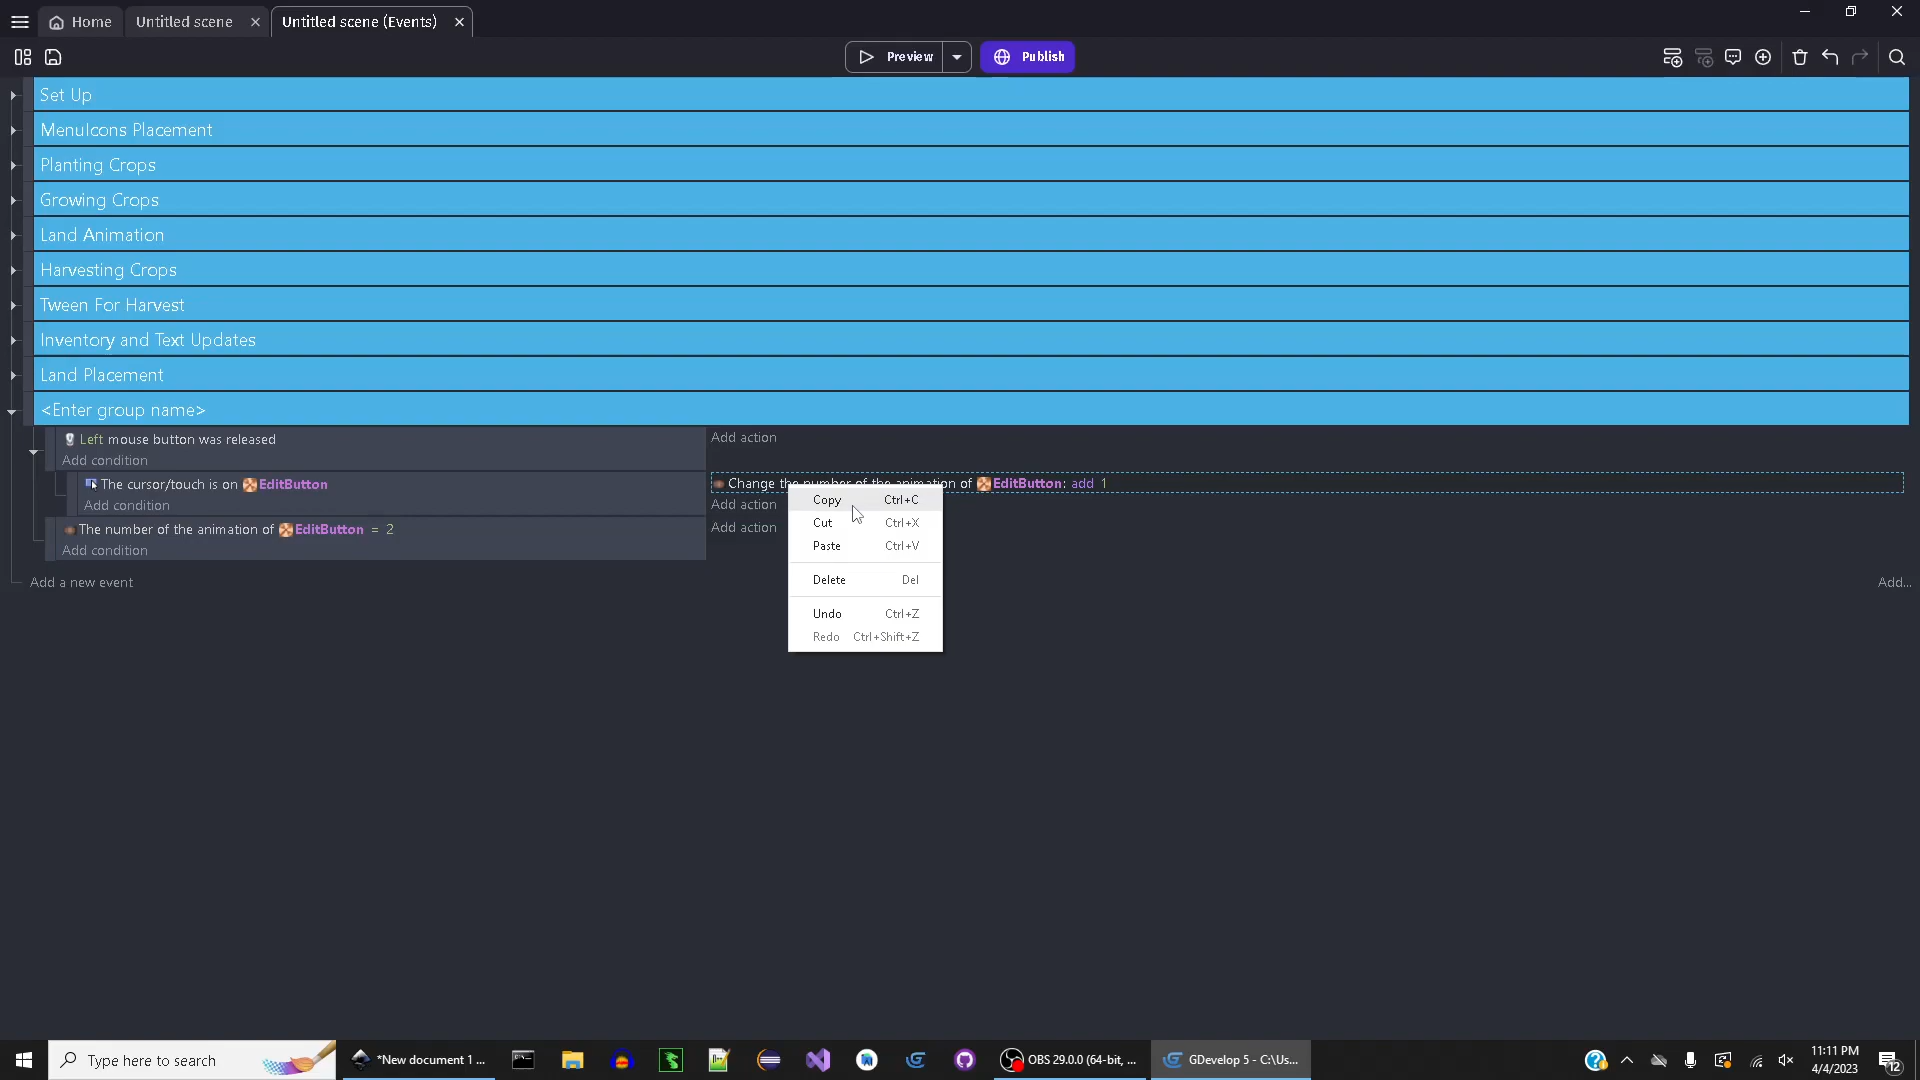 Home
Untitled scene
Untitled scene (Events)
Preview
Publish
Set Up
MenuIcons Placement
Planting Crops
Growing Crops
Land Animation
Harvesting Crops
Tween For Harvest
Inventory and Text Updates
Land Placement
<Enter group name>
Left mouse button was released
Add condition
Add action
The cursor/touch is on EditButton
Add condition
Change the number of the animation of EditButton: add 1
Add action
The number of the animation of EditButton = 2
Add condition
Add action
Copy Ctrl+C
Cut Ctrl+X
Paste Ctrl+V
Delete Del
Undo Ctrl+Z
Redo Ctrl+Shift+Z
Add a new event
Add...
Type here to search
*New document 1 ...
OBS 29.0.0 (64-bit, ...
GDevelop 5 - C:\Us...
11:11 PM
4/4/2023
12